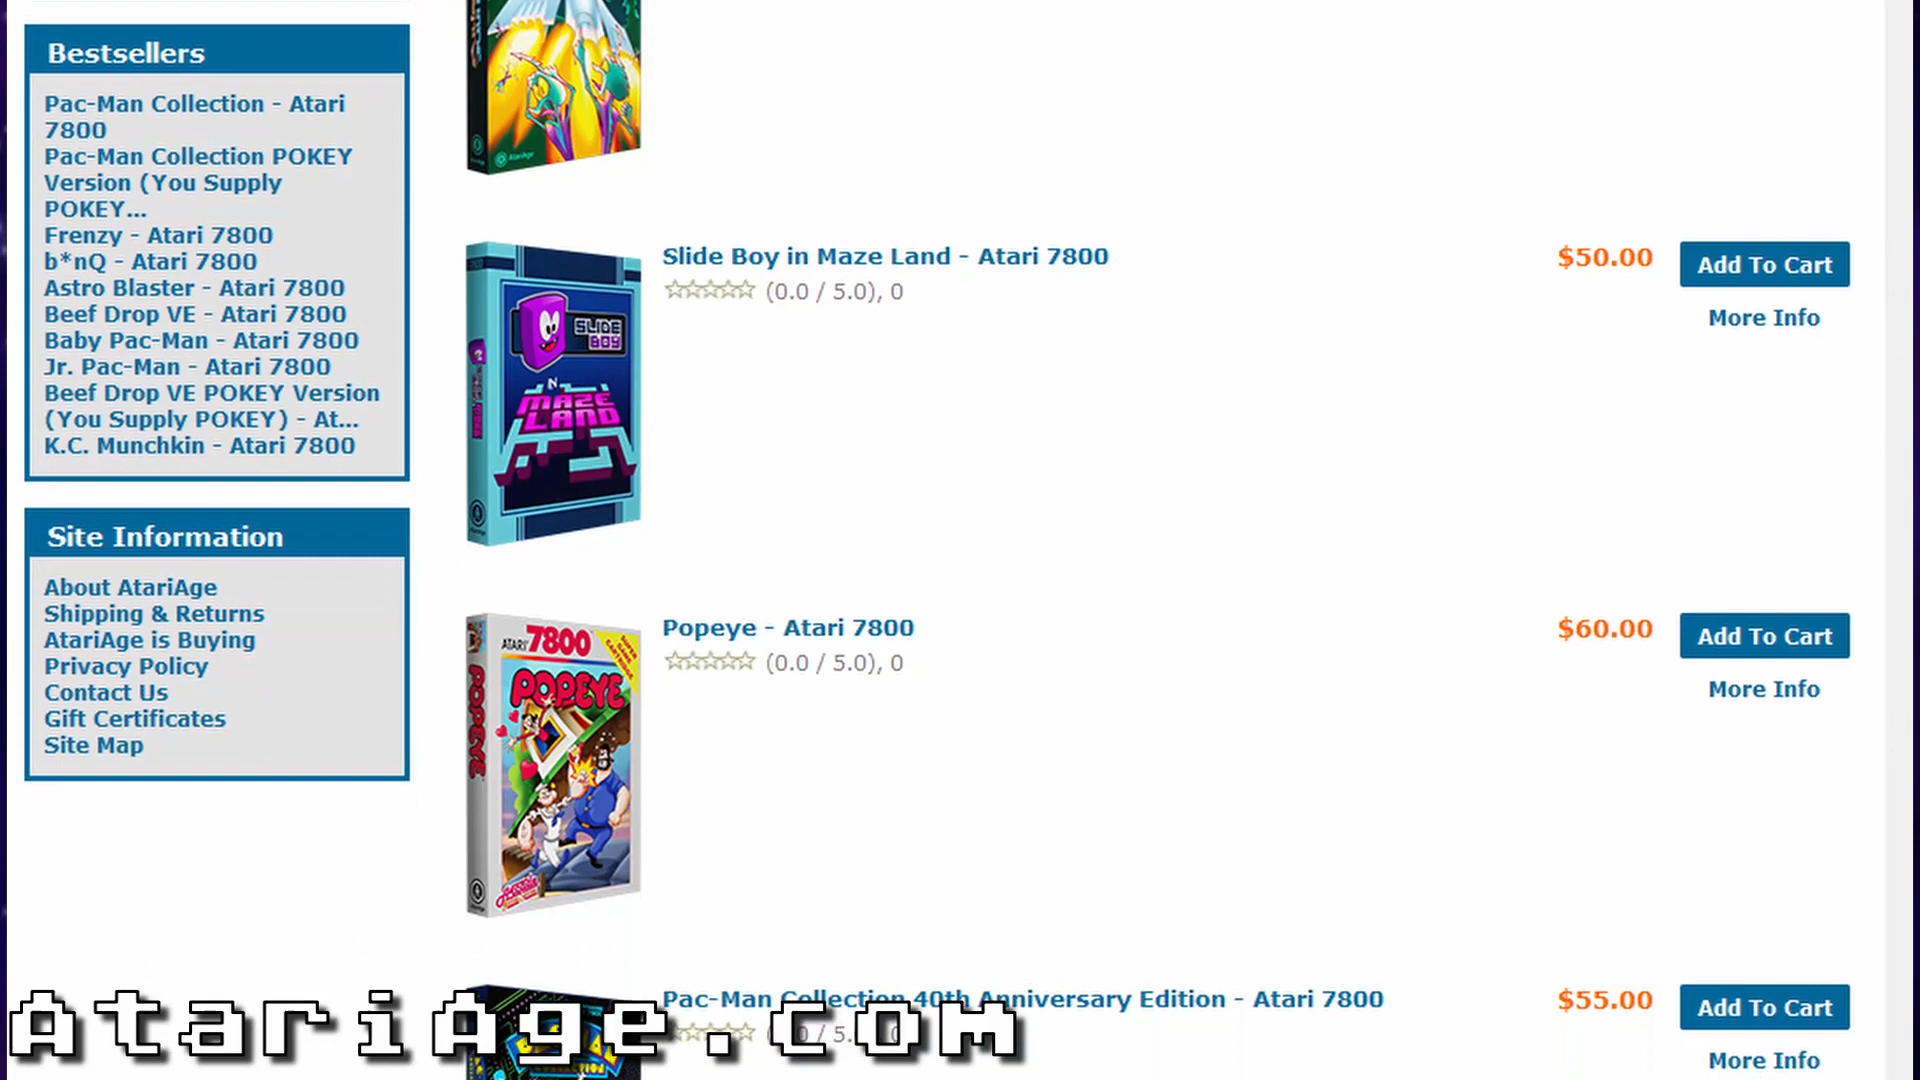 Bestsellers
Pac-Man Collection - Atari
7800
Pac-Man Collection POKEY
Version (You Supply
POKEY...
Frenzy - Atari 7800
b*nQ - Atari 7800
Astro Blaster - Atari 7800
Beef Drop VE - Atari 7800
Baby Pac-Man - Atari 7800
Jr. Pac-Man - Atari 7800
Beef Drop VE POKEY Version
(You Supply POKEY) - At...
K.C. Munchkin - Atari 7800
Site Information
About AtariAge
Shipping & Returns
AtariAge is Buying
Privacy Policy
Contact Us
Gift Certificates
Site Map
AtariAge
Slide Boy in Maze Land - Atari 7800
(0.0 / 5.0), 0
$50.00
Add To Cart
More Info
SLIDE
BOY
IN
MAZE
LAND
Popeye - Atari 7800
(0.0 / 5.0), 0
$60.00
Add To Cart
More Info
ATARI 7800
SUPER
GAME
CARTRIDGE
POPEYE
POPEYE
Pac-Man Collection 40th Anniversary Edition - Atari 7800
$55.00
Add To Cart
More Info
AtariAge.com